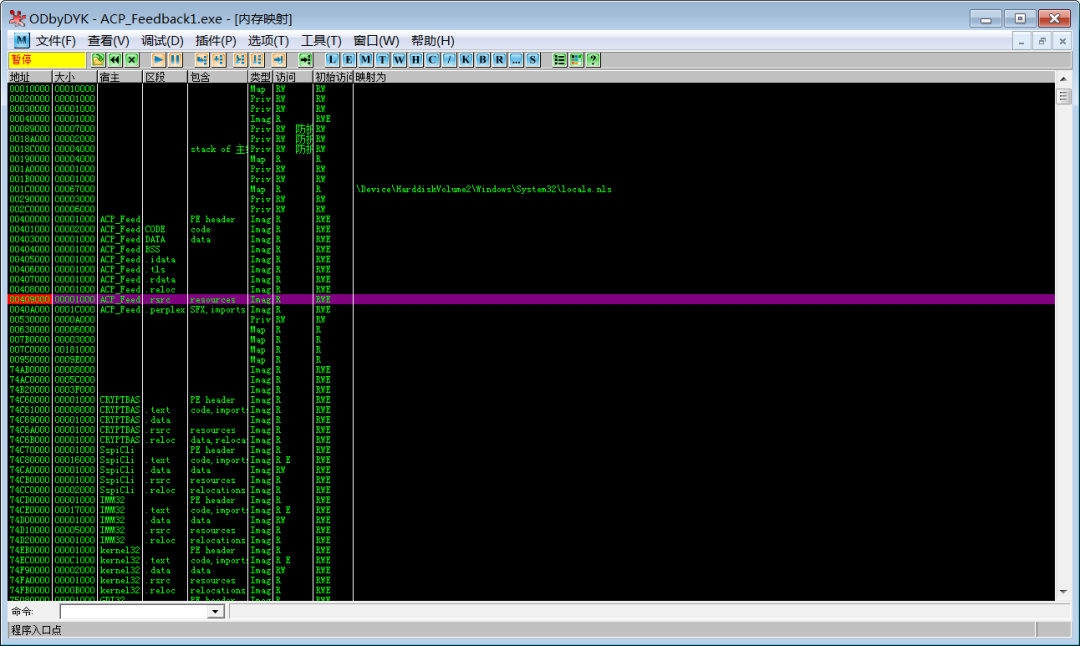 ODbyDYK - ACP_Feedback1.exe - [内存映射]
M 文件(F) 查看(V) 调试(D) 插件(P) 选项(T) 工具(T) 窗口(W) 帮助(H)
暂停 L E M T W H C / K B R ... S ?
地址 大小 宿主 区段 包含 类型 访问 初始访问 映射为
00010000 00010000 Map RW RW
00020000 00001000 Priv RW RW
00030000 00001000 Priv RW RW
00040000 00001000 Imag R RWE
00089000 00007000 Priv RW 防护 RW
0018A000 00002000 Priv RW 防护 RW
0018C000 00004000 stack of 主 Priv RW 防护 RW
00190000 00004000 Map R R
001A0000 00001000 Priv RW RW
001B0000 00001000 Priv RW RW
001C0000 00067000 Map R R \Device\HarddiskVolume2\Windows\System32\locale.nls
00290000 00003000 Priv RW RW
002C0000 00006000 Priv RW RW
00400000 00001000 ACP_Feed PE header Imag R RWE
00401000 00002000 ACP_Feed CODE code Imag R RWE
00403000 00001000 ACP_Feed DATA data Imag R RWE
00404000 00001000 ACP_Feed BSS Imag R RWE
00405000 00001000 ACP_Feed .idata Imag R RWE
00406000 00001000 ACP_Feed .tls Imag R RWE
00407000 00001000 ACP_Feed .rdata Imag R RWE
00408000 00001000 ACP_Feed .reloc Imag R RWE
00409000 00001000 ACP_Feed .rsrc resources Imag R RWE
0040A000 0001C000 ACP_Feed .perplex SFX,imports Imag R RWE
00530000 0000A000 Priv RW RW
00630000 00006000 Map R R
007B0000 00003000 Map R R
007C0000 00181000 Map R R
00950000 0009E000 Map R R
74AB0000 00008000 Imag R RWE
74AC0000 0005C000 Imag R RWE
74B20000 0003F000 Imag R RWE
74C60000 00001000 CRYPTBAS PE header Imag R RWE
74C61000 00008000 CRYPTBAS .text code,import Imag R RWE
74C69000 00001000 CRYPTBAS .data Imag R RWE
74C6A000 00001000 CRYPTBAS .rsrc resources Imag R RWE
74C6B000 00001000 CRYPTBAS .reloc data,reloca Imag R RWE
74C70000 00001000 SspiCli PE header Imag R RWE
74C80000 00016000 SspiCli .text code,import Imag R E RWE
74CA0000 00001000 SspiCli .data data Imag RW RWE
74CB0000 00001000 SspiCli .rsrc resources Imag R RWE
74CC0000 00002000 SspiCli .reloc relocations Imag R RWE
74CD0000 00001000 IMM32 PE header Imag R RWE
74CE0000 00017000 IMM32 .text code,import Imag R E RWE
74D00000 00001000 IMM32 .data data Imag RW RWE
74D10000 00005000 IMM32 .rsrc resources Imag R RWE
74D20000 00001000 IMM32 .reloc relocations Imag R RWE
74EB0000 00001000 kernel32 PE header Imag R RWE
74EC0000 000C1000 kernel32 .text code,import Imag R E RWE
74F90000 00002000 kernel32 .data data Imag RW RWE
74FA0000 00001000 kernel32 .rsrc resources Imag R RWE
74FB0000 0000B000 kernel32 .reloc relocations Imag R RWE
75080000 00001000 GDI32 PE header Imag R RWE
命令:
程序入口点